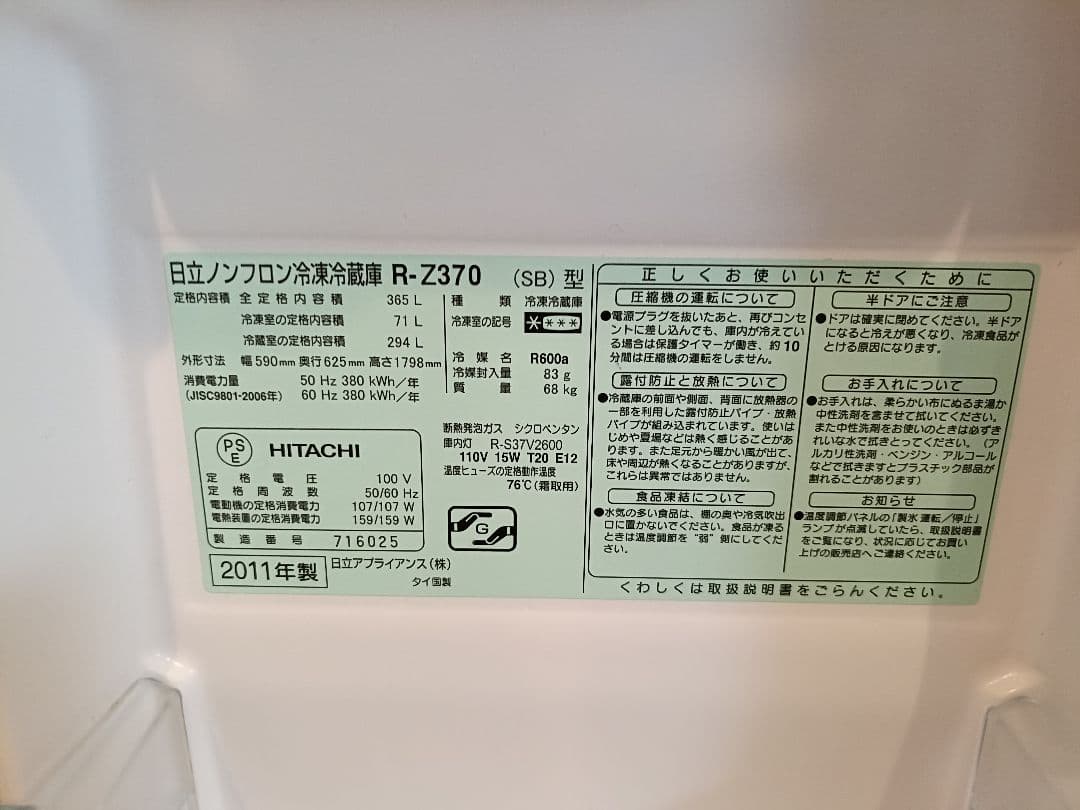 日立ノンフロン冷凍冷蔵庫 R-Z370 (SB) 型
定格内容積 全定格内容積 365 L
冷凍室の定格内容積 71 L
冷蔵室の定格内容積 294 L
外形寸法 幅590mm 奥行625mm 高さ1798mm
消費電力量 50 Hz 380 kWh/年
(JISC9801-2006年) 60 Hz 380 kWh/年
種類 冷凍冷蔵庫
冷凍室の記号 ****
冷媒名 R600a
冷媒封入量 83 g
質量 68 kg
PSE HITACHI
定格電圧 100 V
定格周波数 50/60 Hz
電動機の定格消費電力 107/107 W
電熱装置の定格消費電力 159/159 W
製造番号 716025
断熱発泡ガス シクロペンタン
庫内灯 R-S37V2600
110V 15W T20 E12
温度ヒューズの定格動作温度
76℃(霜取用)
G
2011年製
日立アプライアンス(株)
タイ国製
正しくお使いいただくために
圧縮機の運転について
●電源プラグを抜いたあと、再びコンセ
ントに差し込んでも、庫内が冷えてい
る場合は保護タイマーが働き、約10
分間は圧縮機の運転をしません。
露付防止と放熱について
●冷蔵庫の前面や側面、背面に放熱器の
一部を利用した露付防止パイプ・放熱
パイプが組み込まれています。使いは
じめや夏場などは熱く感じることがあ
ります。また足元から暖かい風が出て、
床や周辺が熱くなることがありますが、
これらは異常ではありません。
食品凍結について
●水気の多い食品は、棚の奥や冷気吹出
口に置かないでください。食品が凍る
ときは温度調節を“弱”側にしてくだ
さい。
半ドアにご注意
●ドアは確実に閉めてください。半ドア
になると冷えが悪くなり、冷凍食品が
とける原因になります。
お手入れについて
●お手入れは、柔らかい布にぬるま湯か
中性洗剤を含ませて拭いてください。
また中性洗剤をお使いのときは必ずき
れいな水で拭きとってください。(ア
ルカリ性洗剤・ベンジン・アルコール
などで拭きますとプラスチック部品が
割れることがあります)
お知らせ
●温度調節パネルの「製氷 運転/停止」
ランプが点滅していたら、取扱説明書
をご覧になり、状況に応じてお買い
上げの販売店へご連絡ください。
くわしくは取扱説明書をごらんください。